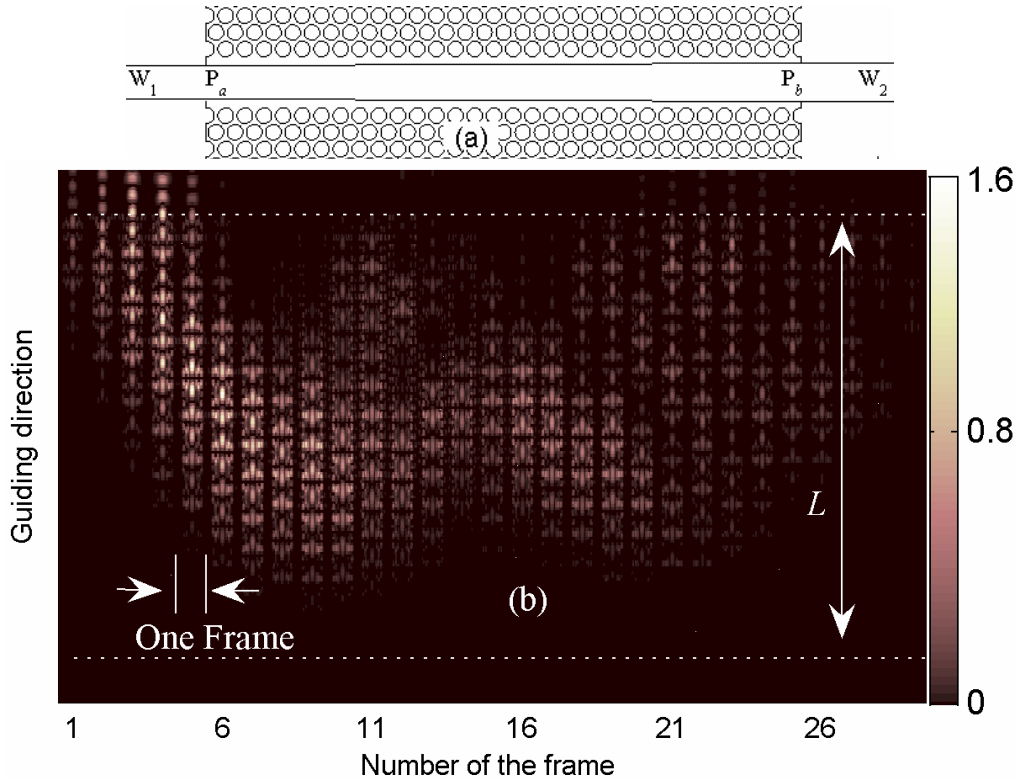 W1 Pa Pb W2
(a)
1.6
Guiding direction
0.8
L
(b)
One Frame
0
1 6 11 16 21 26
Number of the frame